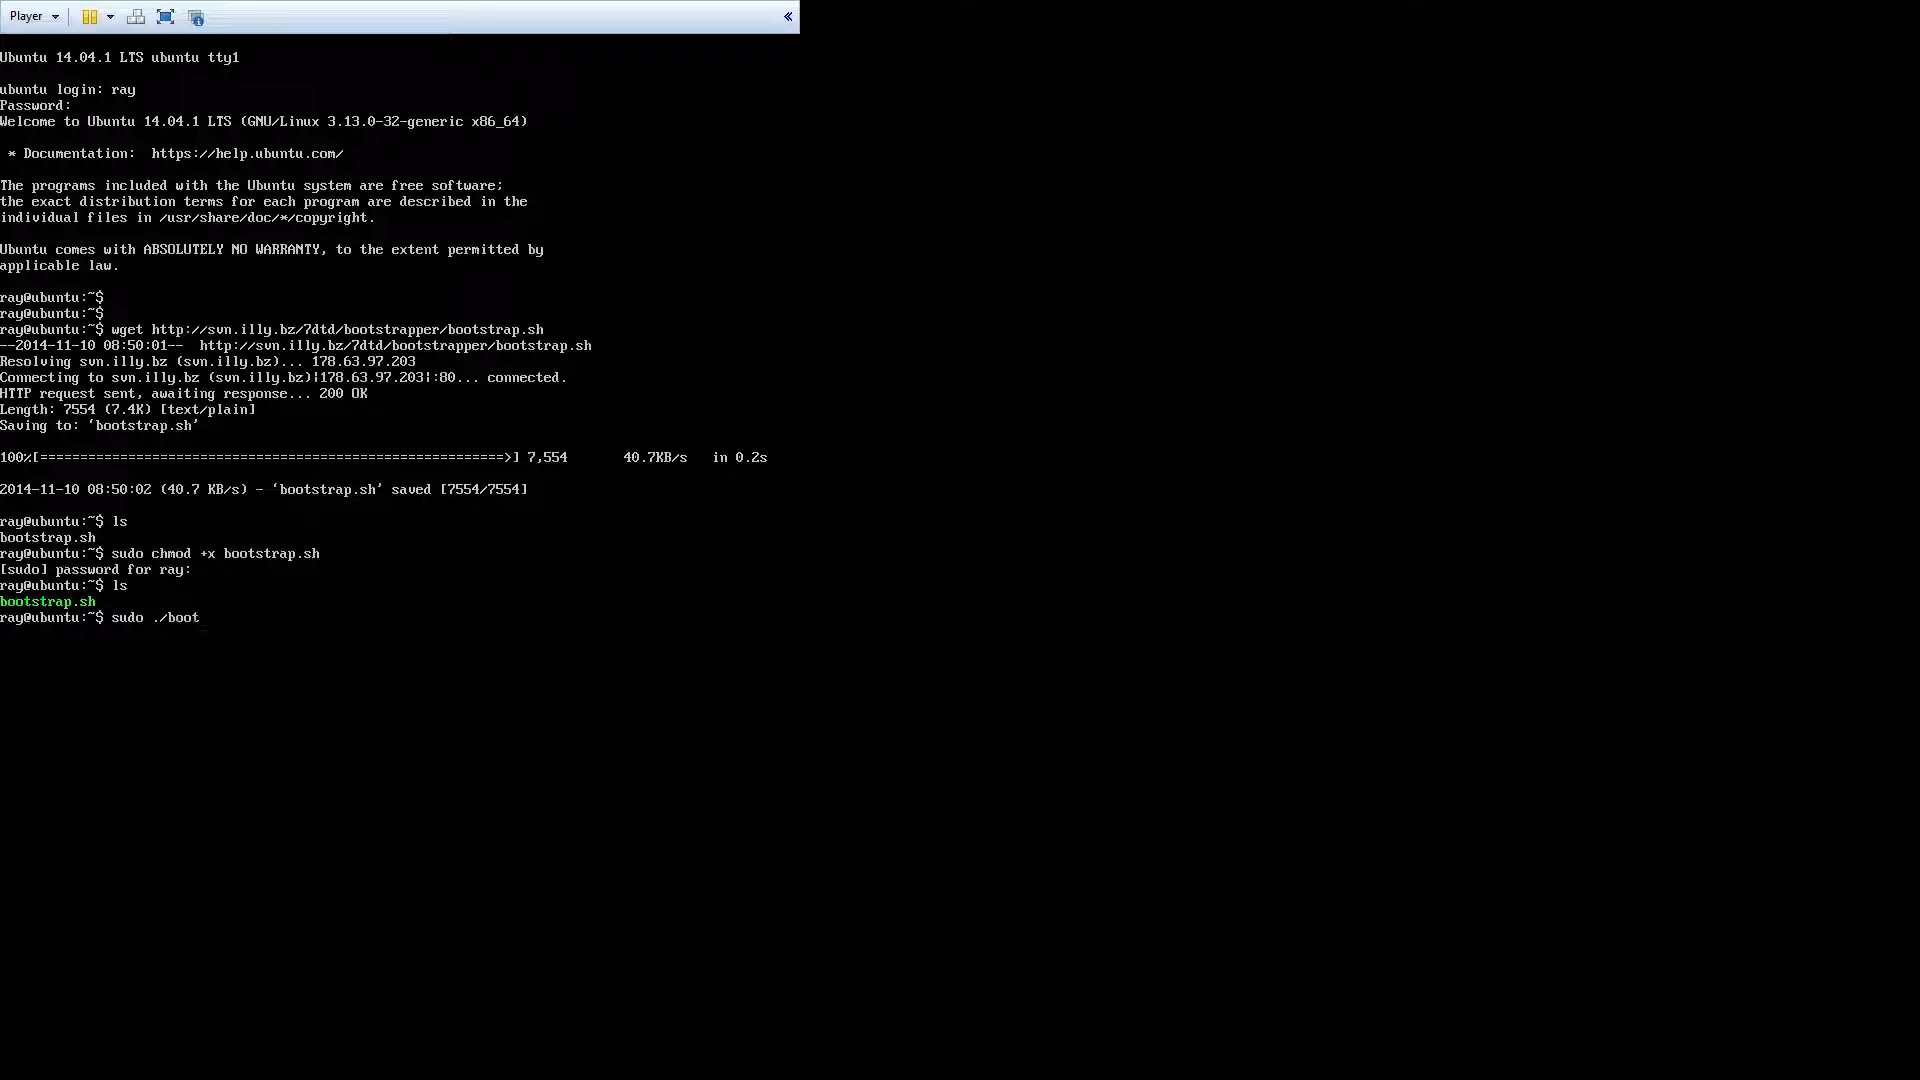 Player
Ubuntu 14.04.1 LTS ubuntu tty1
ubuntu login: ray
Password:
Welcome to Ubuntu 14.04.1 LTS (GNU/Linux 3.13.0-32-generic x86_64)
* Documentation:  https://help.ubuntu.com/
The programs included with the Ubuntu system are free software;
the exact distribution terms for each program are described in the
individual files in /usr/share/doc/*/copyright.
Ubuntu comes with ABSOLUTELY NO WARRANTY, to the extent permitted by
applicable law.
ray@ubuntu:~$
ray@ubuntu:~$
ray@ubuntu:~$ wget http://svn.illy.bz/7dtd/bootstrapper/bootstrap.sh
--2014-11-10 08:50:01--  http://svn.illy.bz/7dtd/bootstrapper/bootstrap.sh
Resolving svn.illy.bz (svn.illy.bz)... 178.63.97.203
Connecting to svn.illy.bz (svn.illy.bz)|178.63.97.203|:80... connected.
HTTP request sent, awaiting response... 200 OK
Length: 7554 (7.4K) [text/plain]
Saving to: ‘bootstrap.sh’
100%[==========================================================>] 7,554       40.7KB/s   in 0.2s
2014-11-10 08:50:02 (40.7 KB/s) - ‘bootstrap.sh’ saved [7554/7554]
ray@ubuntu:~$ ls
bootstrap.sh
ray@ubuntu:~$ sudo chmod +x bootstrap.sh
[sudo] password for ray:
ray@ubuntu:~$ ls
bootstrap.sh
ray@ubuntu:~$ sudo ./boot